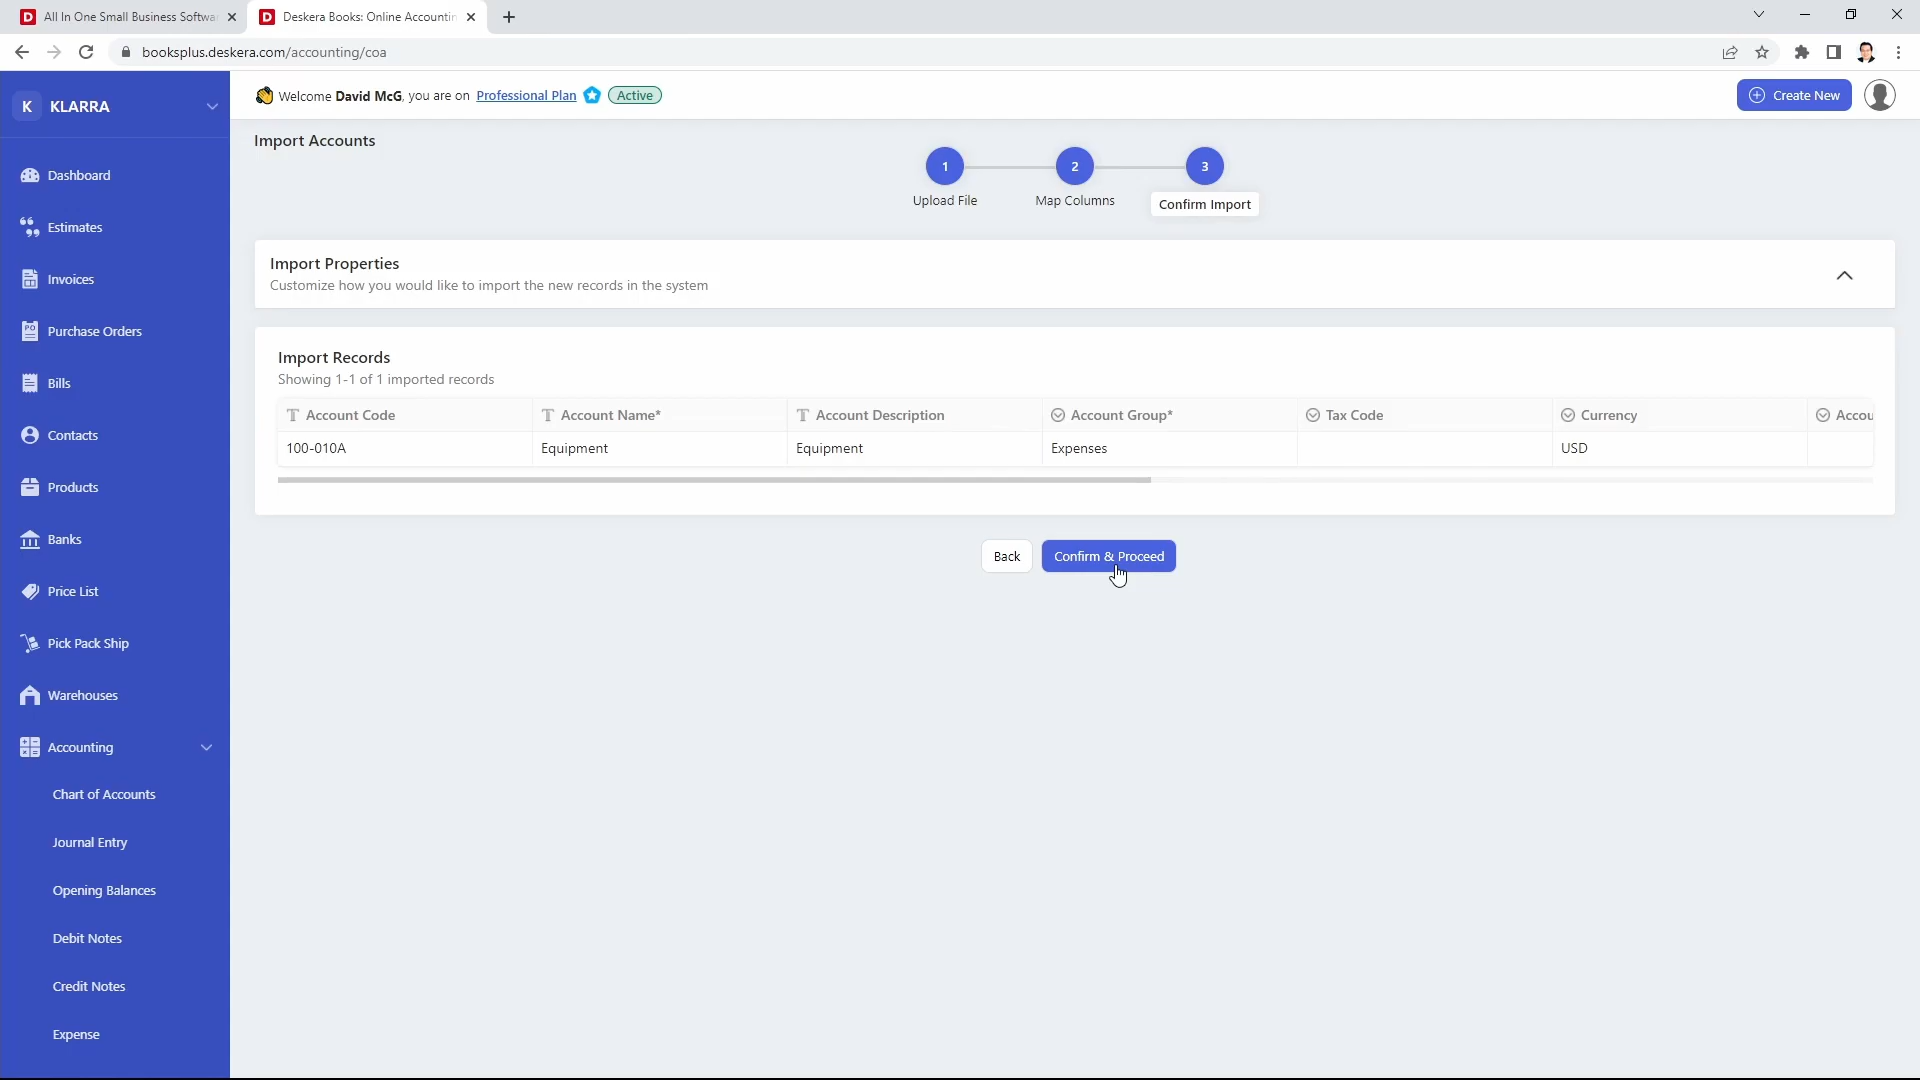 All In One Small Business Softwa
Deskera Books: Online Accountin
booksplus.deskera.com/accounting/coa
K KLARRA
Welcome David McG, you are on Professional Plan Active
Create New
Import Accounts
1 2 3
Upload File Map Columns Confirm Import
Dashboard
Estimates
Invoices
Purchase Orders
Bills
Contacts
Products
Banks
Price List
Pick Pack Ship
Warehouses
Accounting
Chart of Accounts
Journal Entry
Opening Balances
Debit Notes
Credit Notes
Expense
Import Properties
Customize how you would like to import the new records in the system
Import Records
Showing 1-1 of 1 imported records
Account Code Account Name* Account Description Account Group* Tax Code Currency Accou
100-010A Equipment Equipment Expenses USD
Back Confirm & Proceed